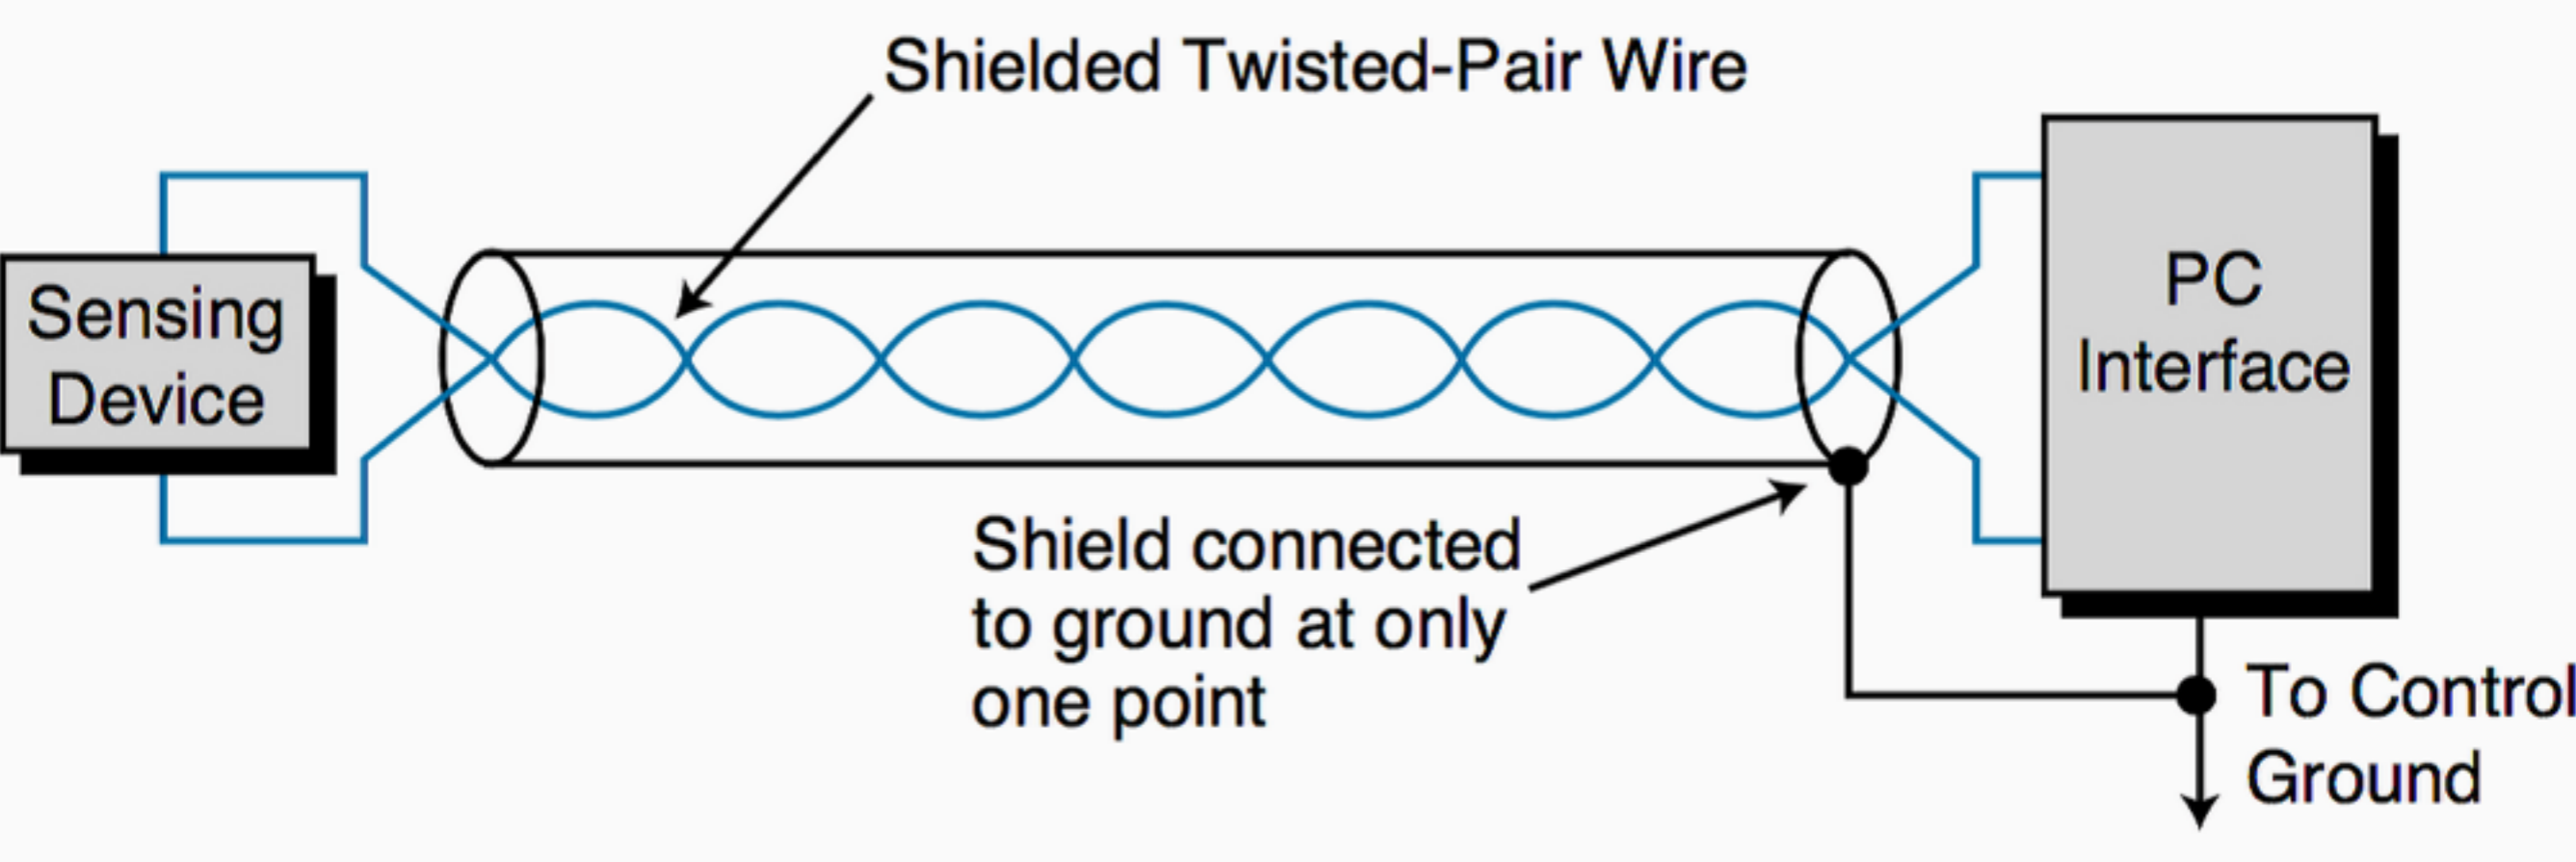 Shielded Twisted-Pair Wire
Sensing
Device
PC
Interface
Shield connected
to ground at only
one point
To Control
Ground